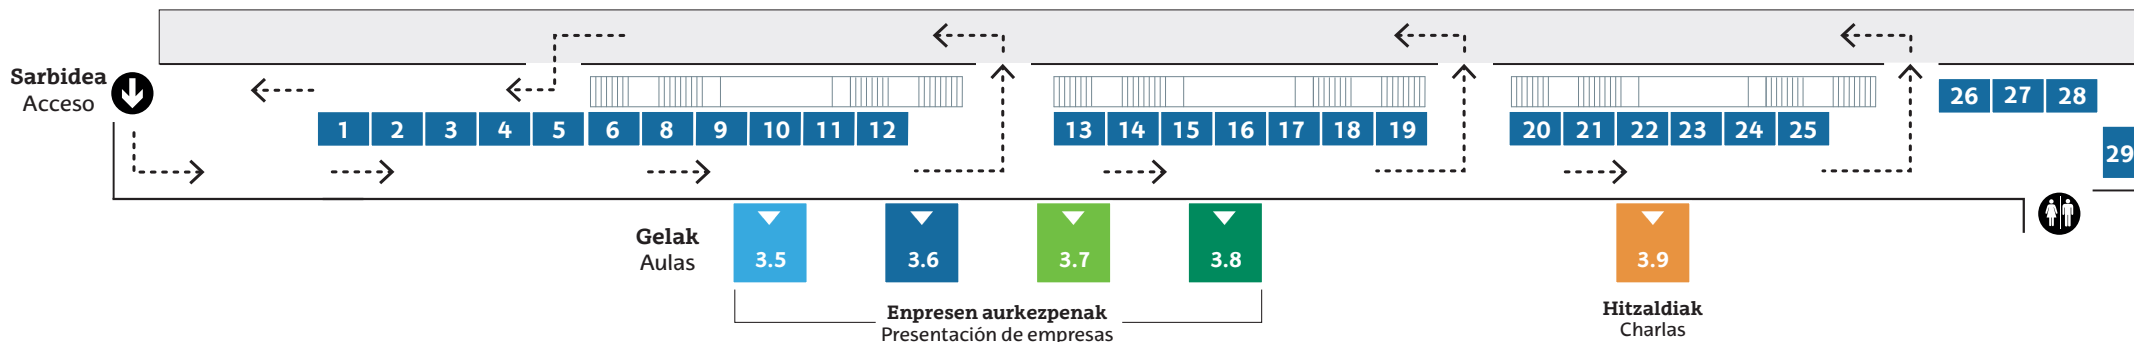 Sarbidea
Acceso
1 2 3 4 5 6 8 9 10 11 12
13 14 15 16 17 18 19
20 21 22 23 24 25
26 27 28
29
Gelak
Aulas
3.5 3.6 3.7 3.8 3.9
Enpresen aurkezpenak
Presentación de empresas
Hitzaldiak
Charlas